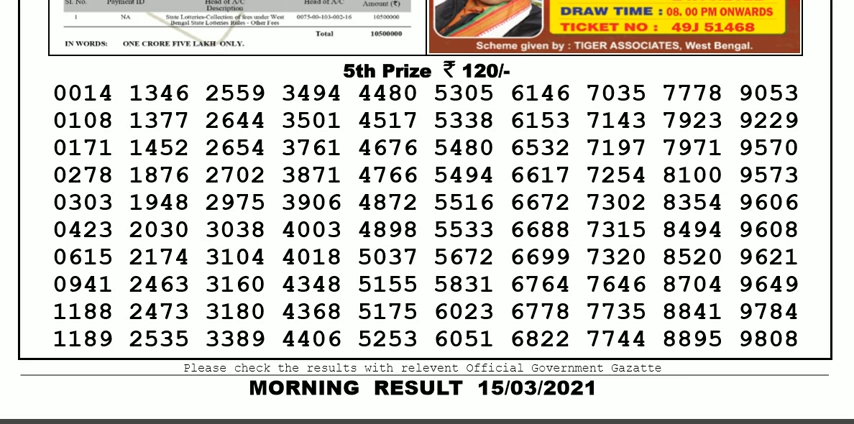 Sl. No. Payment ID Head of A/C Description Head of A/C Amount (₹)
1 NA State Lotteries-Collection of fees under West Bengal State Lotteries Rules - Other Fees 0075-00-103-002-16 10500000
Total 10500000
IN WORDS: ONE CRORE FIVE LAKH ONLY.
DRAW TIME : 08.00 PM ONWARDS
TICKET NO : 49J 51468
Scheme given by : TIGER ASSOCIATES, West Bengal.
5th Prize ₹ 120/-
0014 1346 2559 3494 4480 5305 6146 7035 7778 9053
0108 1377 2644 3501 4517 5338 6153 7143 7923 9229
0171 1452 2654 3761 4676 5480 6532 7197 7971 9570
0278 1876 2702 3871 4766 5494 6617 7254 8100 9573
0303 1948 2975 3906 4872 5516 6672 7302 8354 9606
0423 2030 3038 4003 4898 5533 6688 7315 8494 9608
0615 2174 3104 4018 5037 5672 6699 7320 8520 9621
0941 2463 3160 4348 5155 5831 6764 7646 8704 9649
1188 2473 3180 4368 5175 6023 6778 7735 8841 9784
1189 2535 3389 4406 5253 6051 6822 7744 8895 9808
Please check the results with relevent Official Government Gazatte
MORNING RESULT 15/03/2021